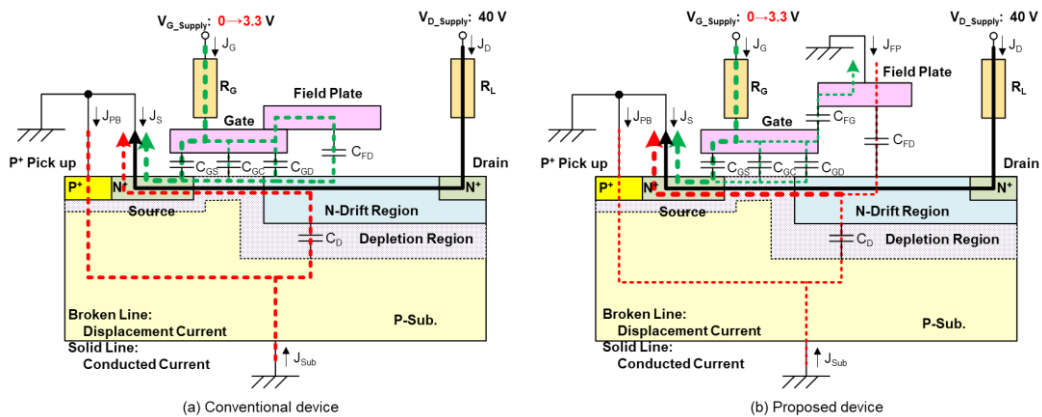 V_G_Supply: 0→3.3 V
V_D_Supply: 40 V
J_G
J_D
R_G
R_L
Field Plate
J_PB
J_S
Gate
C_FD
P⁺ Pick up
C_GS
C_GC
C_GD
Drain
P⁺
N⁺
N⁺
Source
N-Drift Region
C_D
Depletion Region
Broken Line:
Displacement Current
Solid Line:
Conducted Current
P-Sub.
J_Sub
(a) Conventional device
V_G_Supply: 0→3.3 V
V_D_Supply: 40 V
J_G
J_FP
J_D
R_G
R_L
Field Plate
J_PB
J_S
Gate
C_FG
C_FD
P⁺ Pick up
C_GS
C_GC
C_GD
Drain
P⁺
N⁺
N⁺
Source
N-Drift Region
C_D
Depletion Region
Broken Line:
Displacement Current
Solid Line:
Conducted Current
P-Sub.
J_Sub
(b) Proposed device